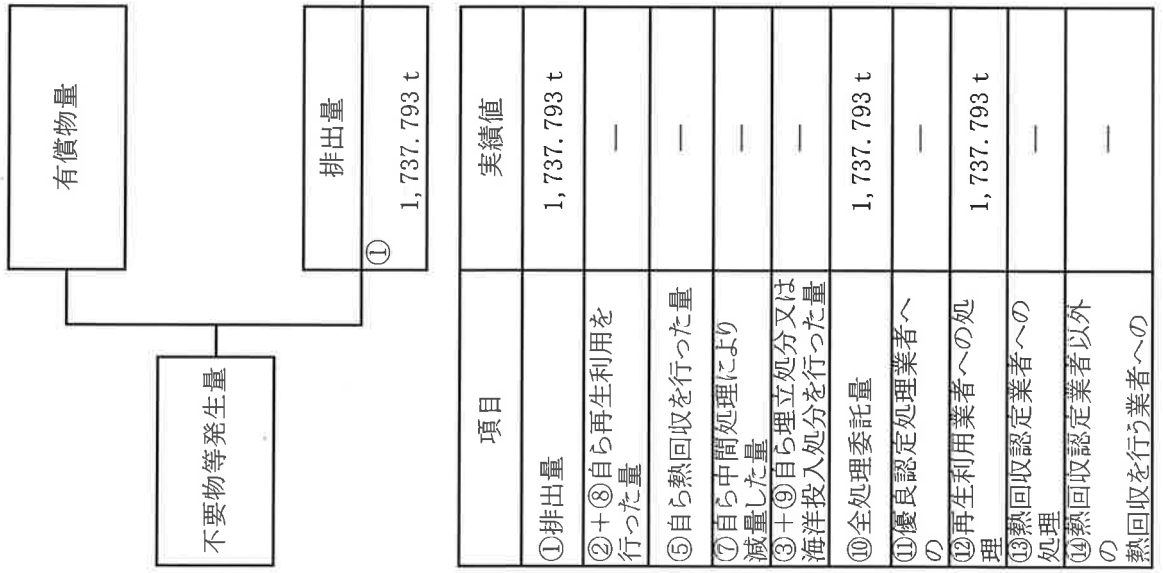 有償物量
不要物等発生量
排出量
①
1,737.793 t
項目
実績値
①排出量
1,737.793 t
②+⑧自ら再生利用を
行った量
―
⑤自ら熱回収を行った量
―
⑦自ら中間処理により
減量した量
―
③+⑨自ら埋立処分又は
海洋投入処分を行った量
―
⑩全処理委託量
1,737.793 t
⑪優良認定処理業者へ
の
―
⑫再生利用業者への処
理
1,737.793 t
⑬熱回収認定業者への
処理
―
⑭熱回収認定業者以外
の
熱回収を行う業者への
―